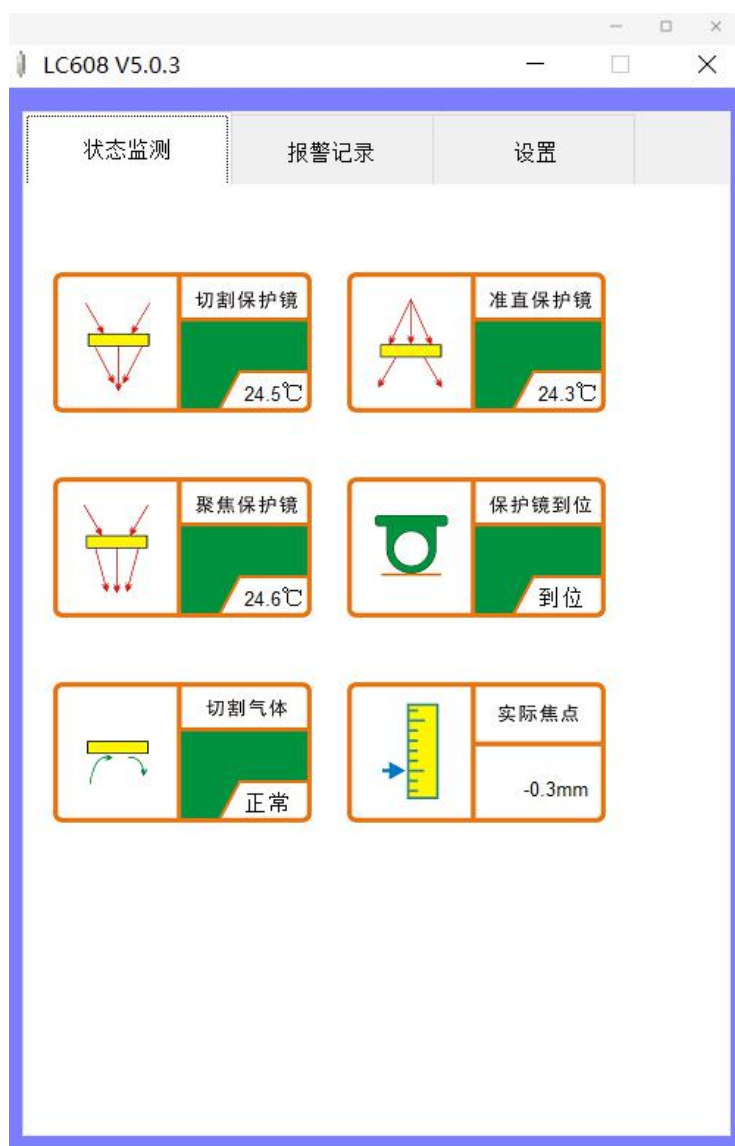 LC608 V5.0.3
状态监测 报警记录 设置
切割保护镜 准直保护镜
24.5℃ 24.3℃
聚焦保护镜 保护镜到位
24.6℃ 到位
切割气体 实际焦点
正常 -0.3mm